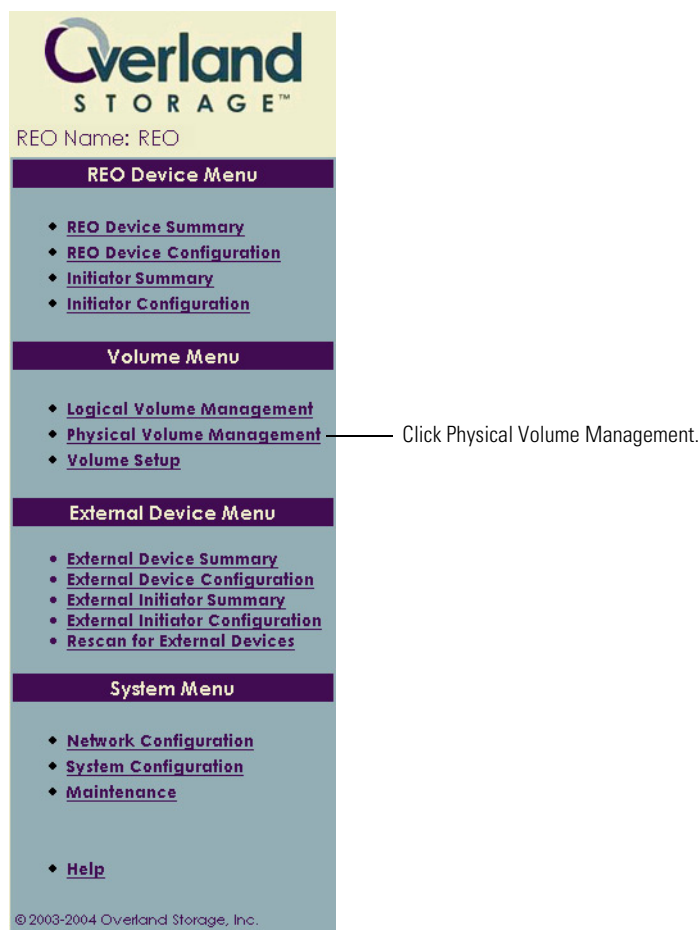 Overland
STORAGE™
REO Name: REO
REO Device Menu
REO Device Summary
REO Device Configuration
Initiator Summary
Initiator Configuration
Volume Menu
Logical Volume Management
Physical Volume Management
Click Physical Volume Management.
Volume Setup
External Device Menu
External Device Summary
External Device Configuration
External Initiator Summary
External Initiator Configuration
Rescan for External Devices
System Menu
Network Configuration
System Configuration
Maintenance
Help
© 2003-2004 Overland Storage, Inc.